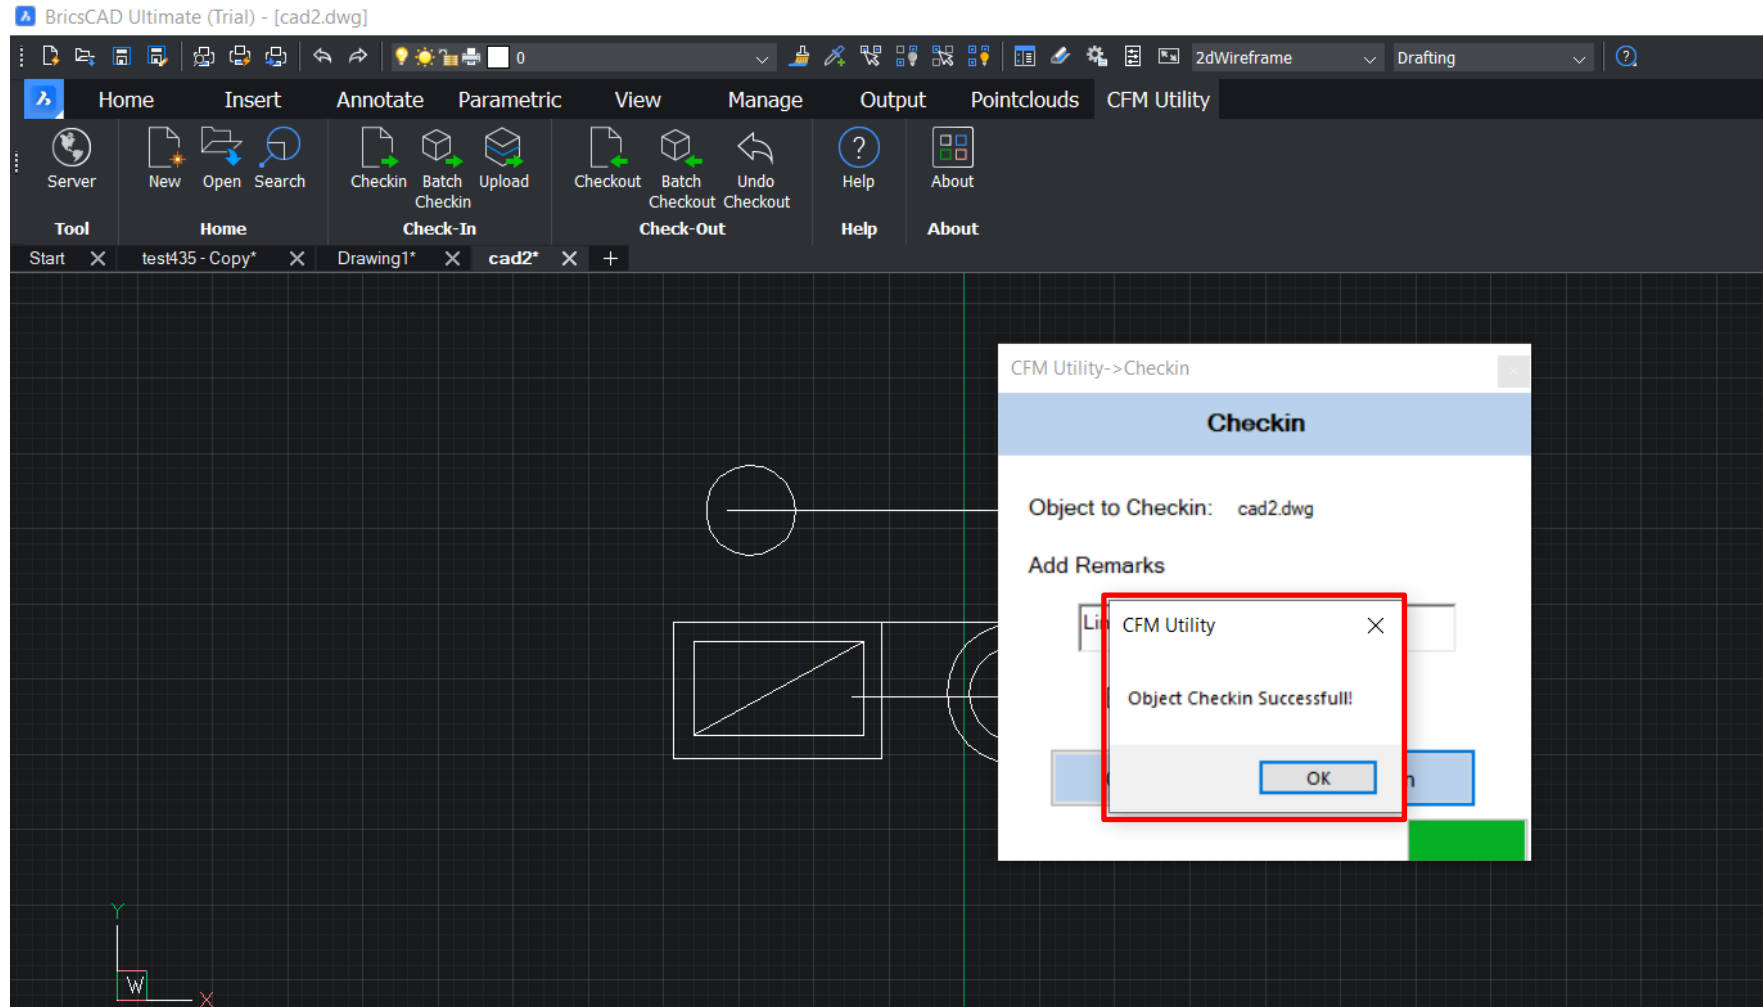 BricsCAD Ultimate (Trial) - [cad2.dwg]
0 2dWireframe Drafting
Home Insert Annotate Parametric View Manage Output Pointclouds CFM Utility
Server New Open Search Checkin Batch Checkin Upload Checkout Batch Checkout Undo Checkout Help About
Tool Home Check-In Check-Out Help About
Start test435 - Copy* Drawing1* cad2* +
CFM Utility->Checkin
Checkin
Object to Checkin: cad2.dwg
Add Remarks
CFM Utility
Object Checkin Successfull!
OK
Y
W
X